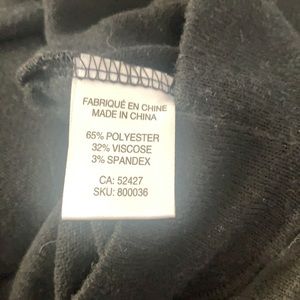 FABRIQUÉ EN CHINE
MADE IN CHINA
65% POLYESTER
32% VISCOSE
3% SPANDEX
CA: 52427
SKU: 800036